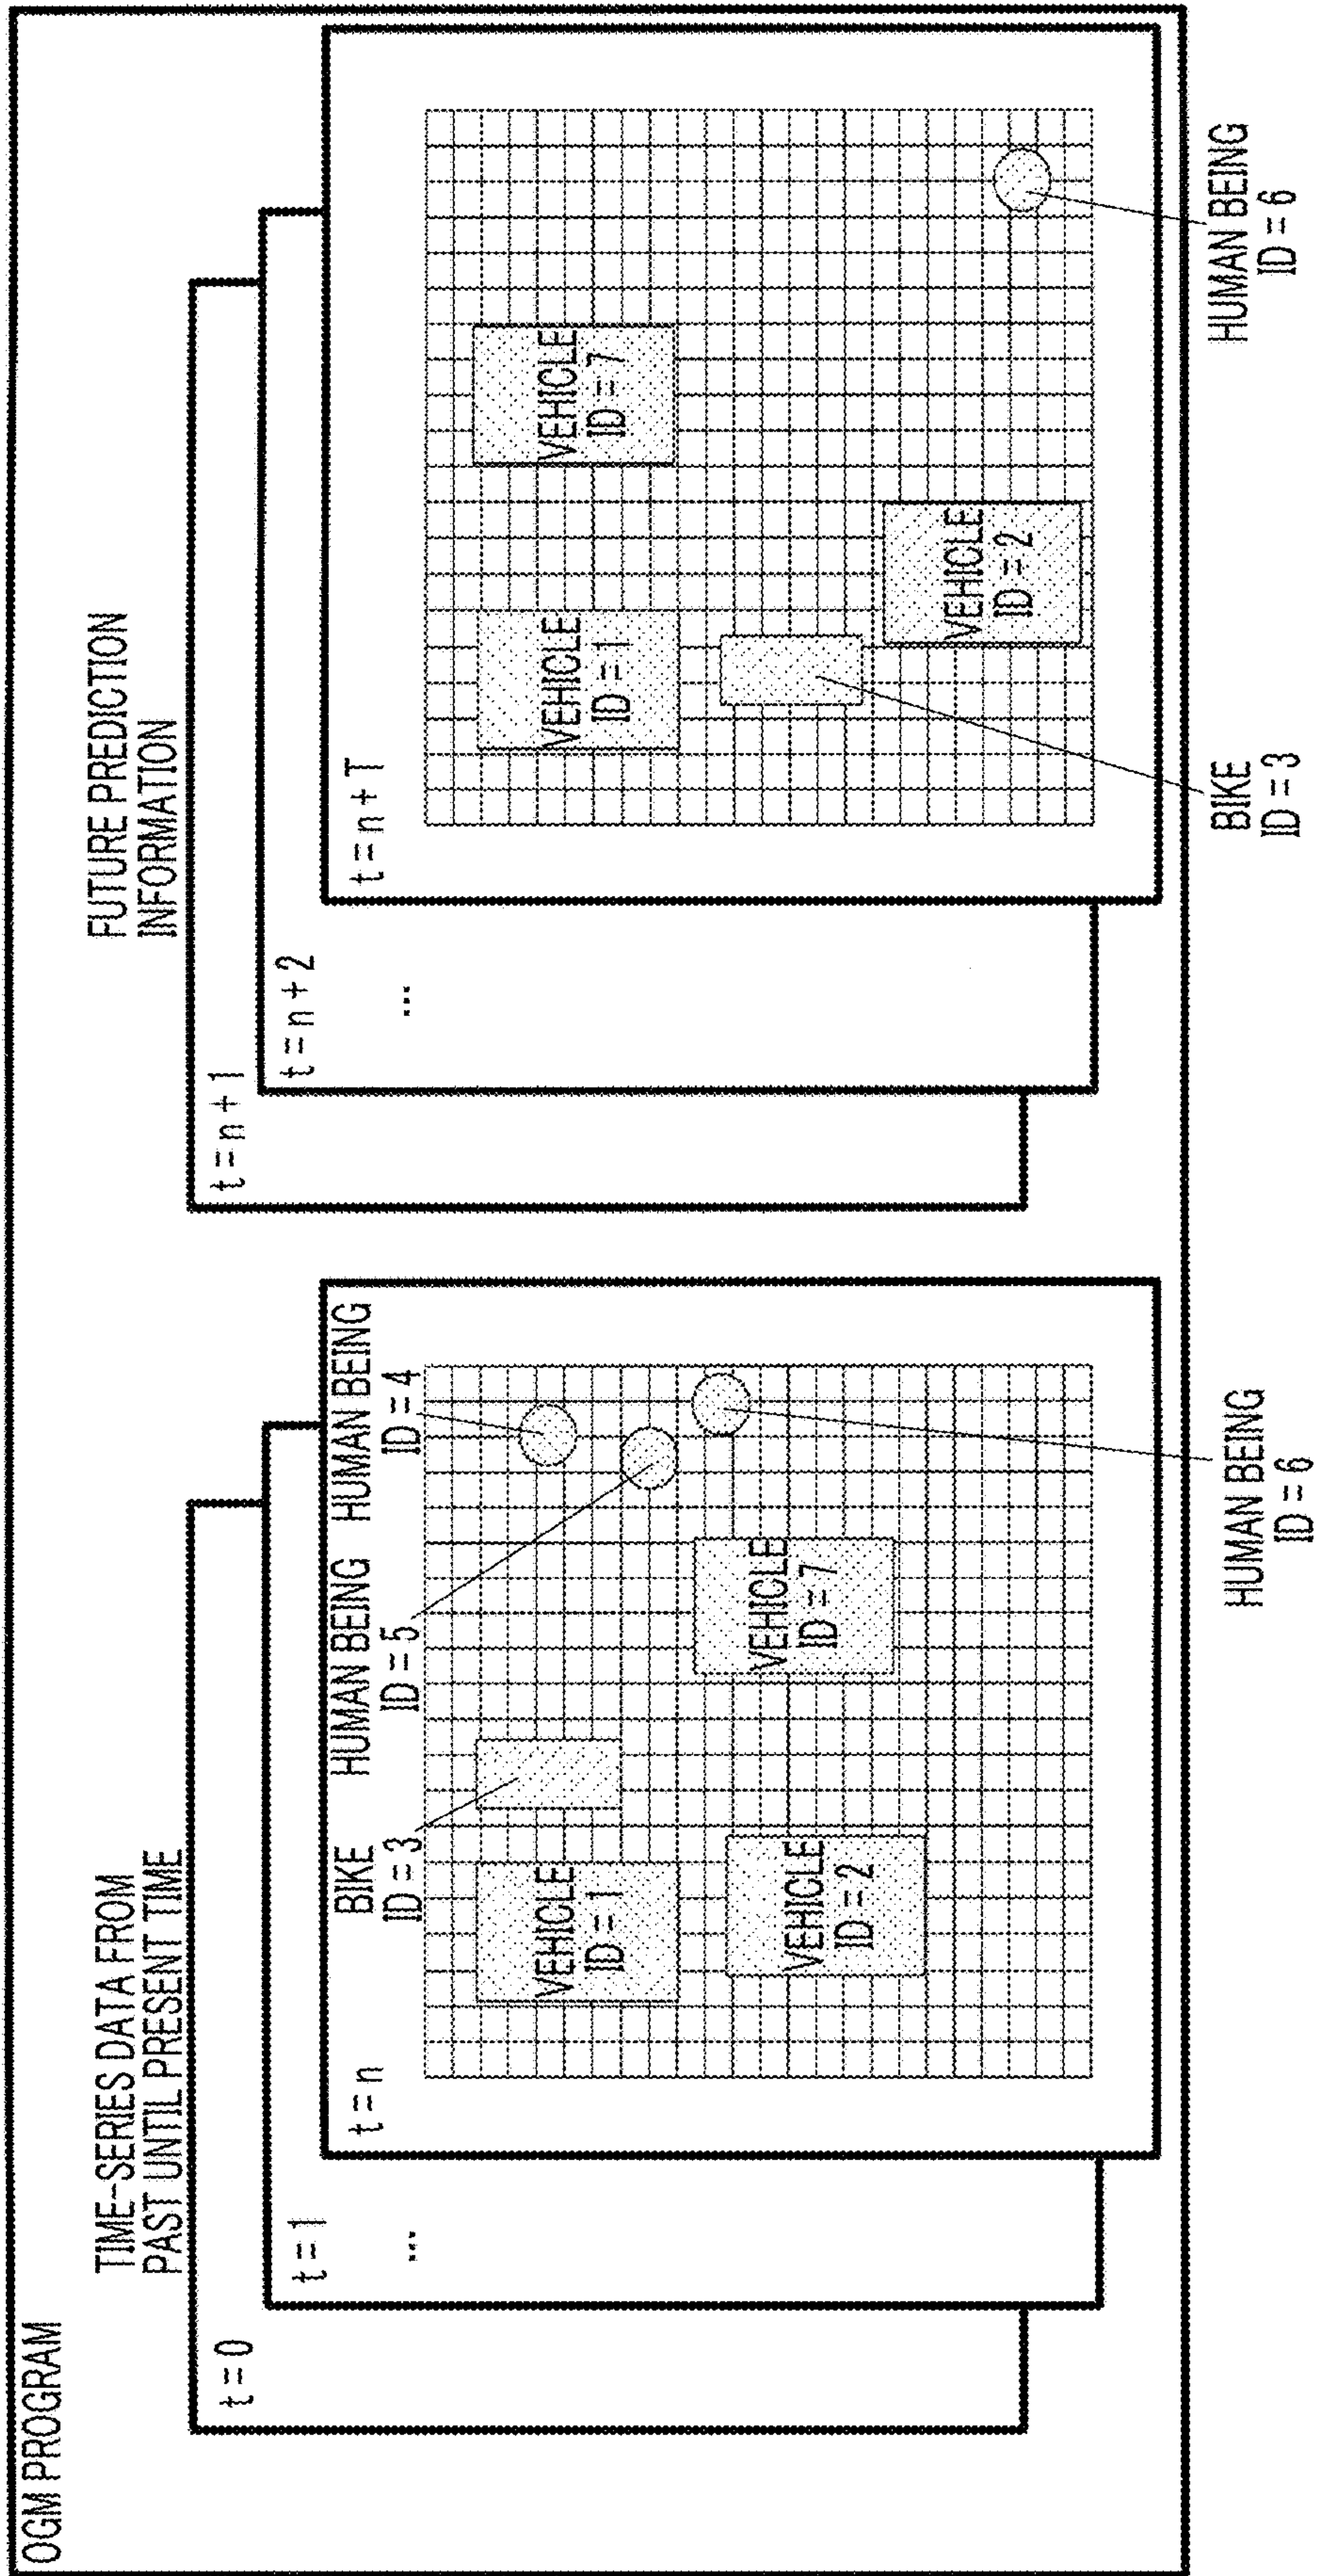 OGM PROGRAM
TIME-SERIES DATA FROM
PAST UNTIL PRESENT TIME
t = 0
t = 1
...
t = n
BIKE
ID = 3
HUMAN BEING
ID = 5
HUMAN BEING
ID = 4
VEHICLE
ID = 1
VEHICLE
ID = 2
VEHICLE
ID = 7
HUMAN BEING
ID = 6
FUTURE PREDICTION
INFORMATION
t = n + 1
t = n + 2
...
t = n + T
VEHICLE
ID = 1
VEHICLE
ID = 7
VEHICLE
ID = 2
BIKE
ID = 3
HUMAN BEING
ID = 6